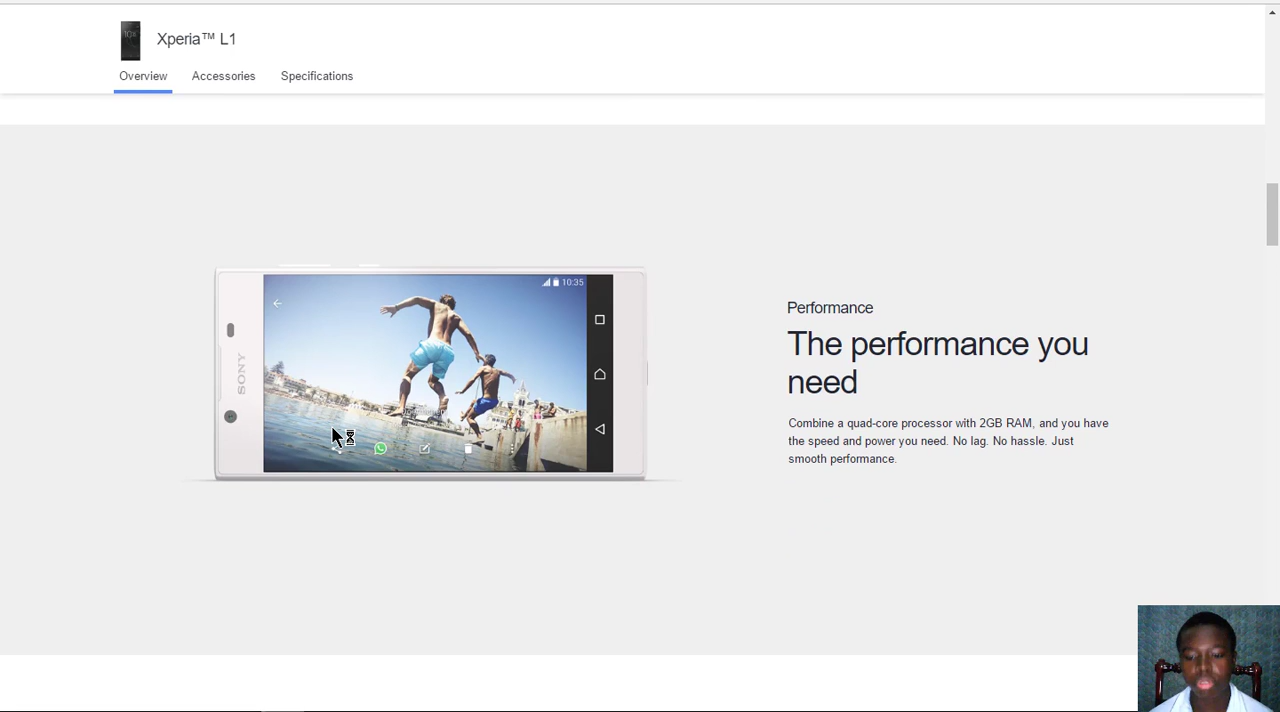 Xperia™ L1
Overview
Accessories
Specifications
10:35
SONY
Performance
The performance you
need
Combine a quad-core processor with 2GB RAM, and you have
the speed and power you need. No lag. No hassle. Just
smooth performance.